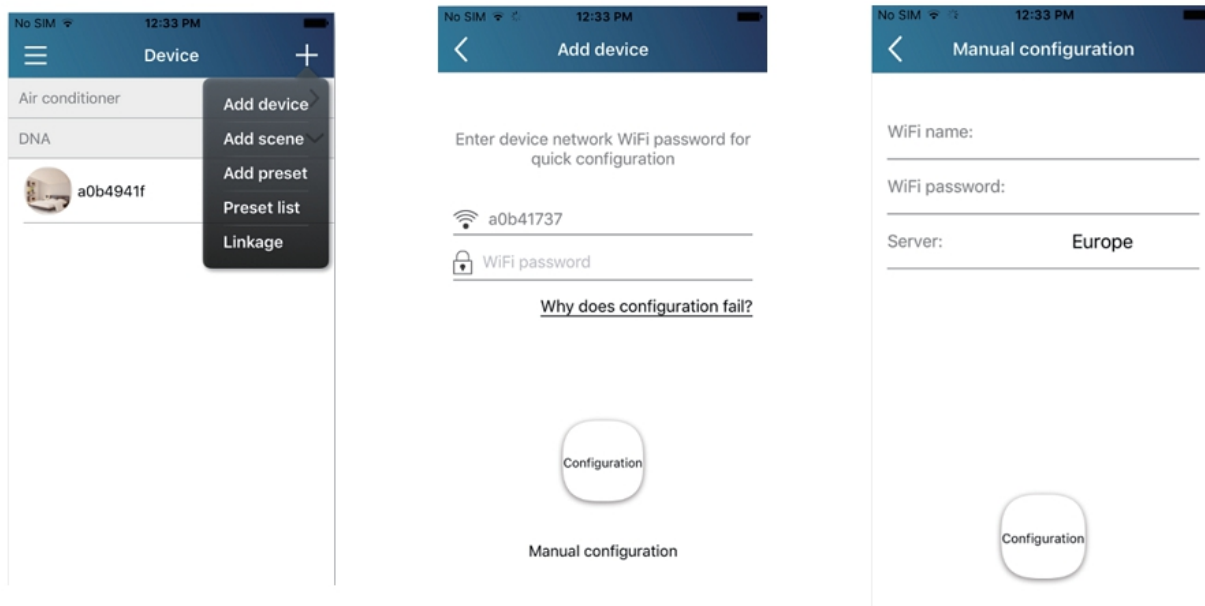 No SIM 12:33 PM
Device
Air conditioner
DNA
a0b4941f
Add device
Add scene
Add preset
Preset list
Linkage
No SIM 12:33 PM
Add device
Enter device network WiFi password for
quick configuration
a0b41737
WiFi password
Why does configuration fail?
Configuration
Manual configuration
No SIM 12:33 PM
Manual configuration
WiFi name:
WiFi password:
Server: Europe
Configuration